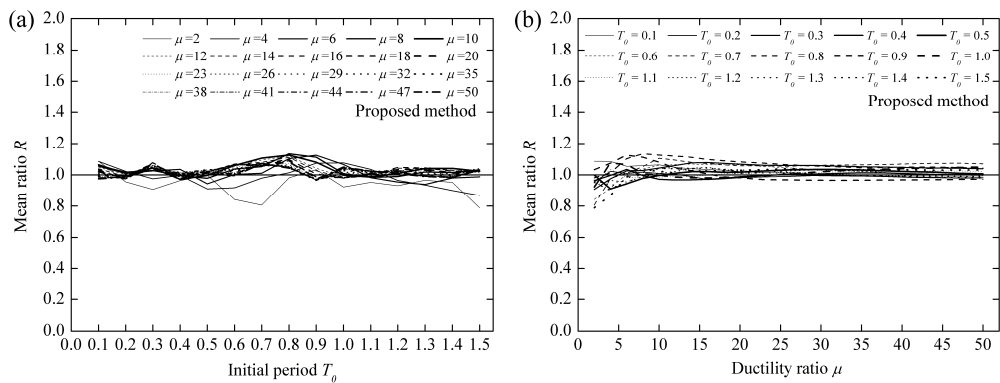 (a)
2.0
1.8
1.6
1.4
1.2
1.0
0.8
0.6
0.4
0.2
0.0
Mean ratio R
μ =2 μ =4 μ =6 μ =8 μ =10
μ =12 μ =14 μ =16 μ =18 μ =20
μ =23 μ =26 μ =29 μ =32 μ =35
μ =38 μ =41 μ =44 μ =47 μ =50
Proposed method
0.0 0.1 0.2 0.3 0.4 0.5 0.6 0.7 0.8 0.9 1.0 1.1 1.2 1.3 1.4 1.5
Initial period T₀
(b)
2.0
1.8
1.6
1.4
1.2
1.0
0.8
0.6
0.4
0.2
0.0
Mean ratio R
T₀ = 0.1 T₀ = 0.2 T₀ = 0.3 T₀ = 0.4 T₀ = 0.5
T₀ = 0.6 T₀ = 0.7 T₀ = 0.8 T₀ = 0.9 T₀ = 1.0
T₀ = 1.1 T₀ = 1.2 T₀ = 1.3 T₀ = 1.4 T₀ = 1.5
Proposed method
0 5 10 15 20 25 30 35 40 45 50
Ductility ratio μ